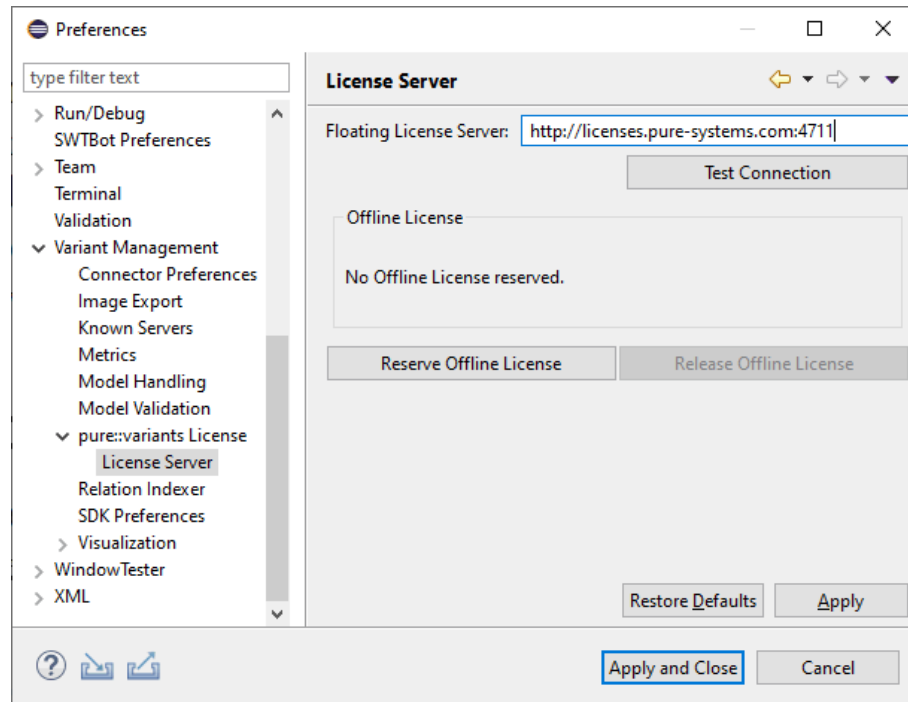 Preferences
type filter text
Run/Debug
SWTBot Preferences
Team
Terminal
Validation
Variant Management
Connector Preferences
Image Export
Known Servers
Metrics
Model Handling
Model Validation
pure::variants License
License Server
Relation Indexer
SDK Preferences
Visualization
WindowTester
XML
License Server
Floating License Server: http://licenses.pure-systems.com:4711
Test Connection
Offline License
No Offline License reserved.
Reserve Offline License
Release Offline License
Restore Defaults
Apply
Apply and Close
Cancel